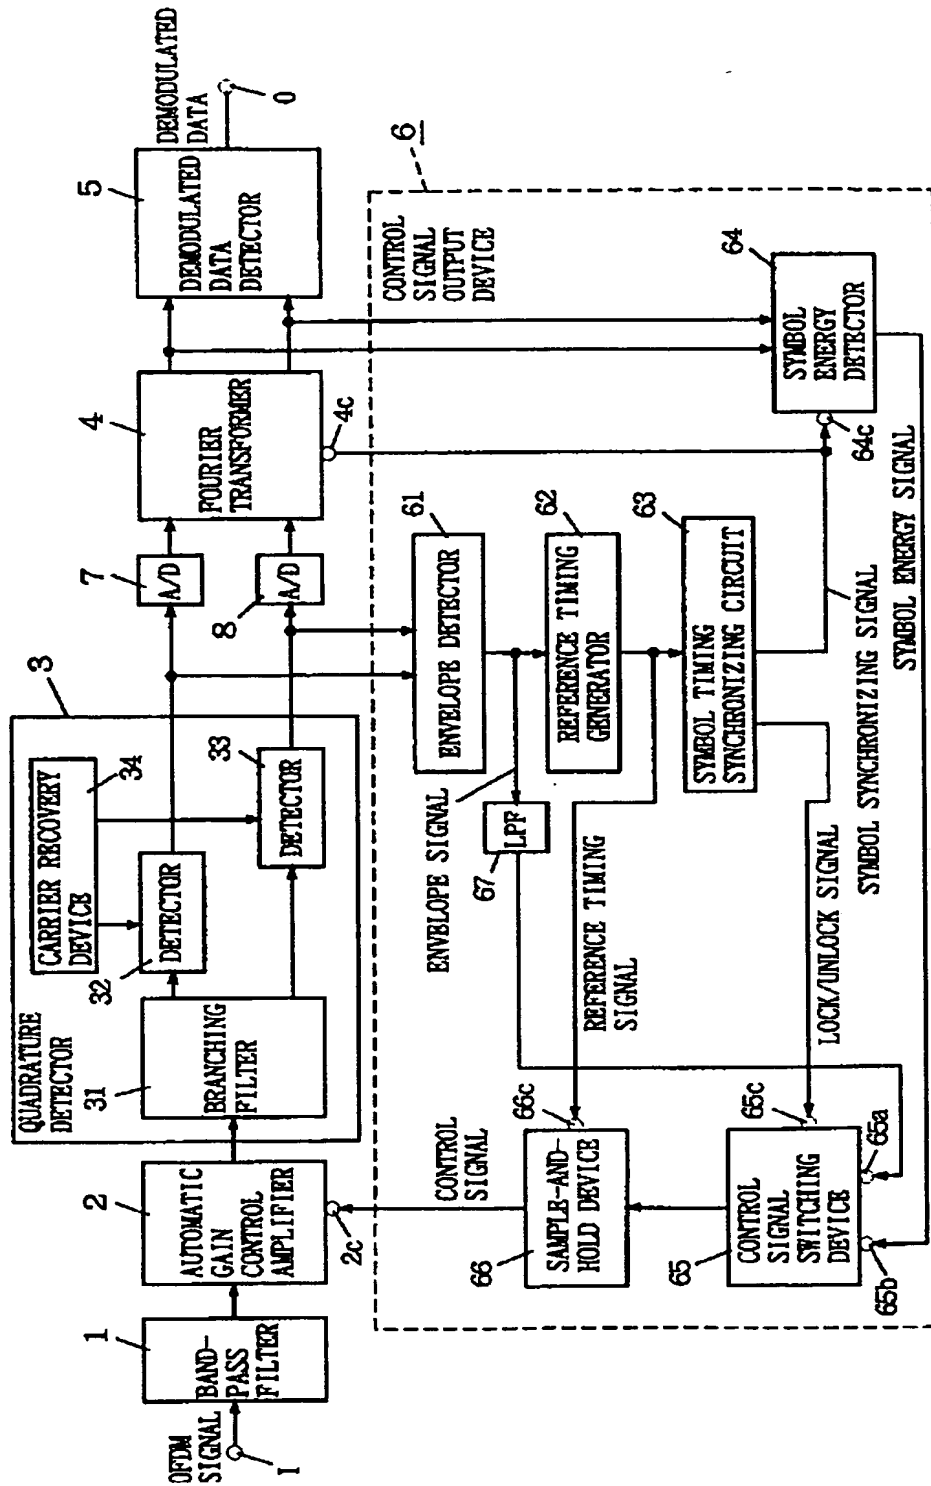 OFDM
SIGNAL
I
1
BAND-
PASS
FILTER
2
AUTOMATIC
GAIN
CONTROL
AMPLIFIER
2c
QUADRATURE
DETECTOR
3
31
BRANCHING
FILTER
32
DETECTOR
CARRIER RECOVERY
DEVICE
34
33
DETECTOR
7
A/D
8
A/D
4
FOURIER
TRANSFORMER
4c
5
DEMODULATED
DATA
DETECTOR
DEMODULATED
DATA
O
6
CONTROL
SIGNAL
OUTPUT
DEVICE
61
ENVELOPE DETECTOR
ENVELOPE SIGNAL
67
LPF
62
REFERENCE TIMING
GENERATOR
REFERENCE TIMING
SIGNAL
63
SYMBOL TIMING
SYNCHRONIZING CIRCUIT
LOCK/UNLOCK SIGNAL
SYMBOL SYNCHRONIZING SIGNAL
SYMBOL ENERGY SIGNAL
64
SYMBOL
ENERGY
DETECTOR
64c
CONTROL
SIGNAL
66
SAMPLE-AND-
HOLD DEVICE
66c
65
CONTROL
SIGNAL
SWITCHING
DEVICE
65c
65a
65b